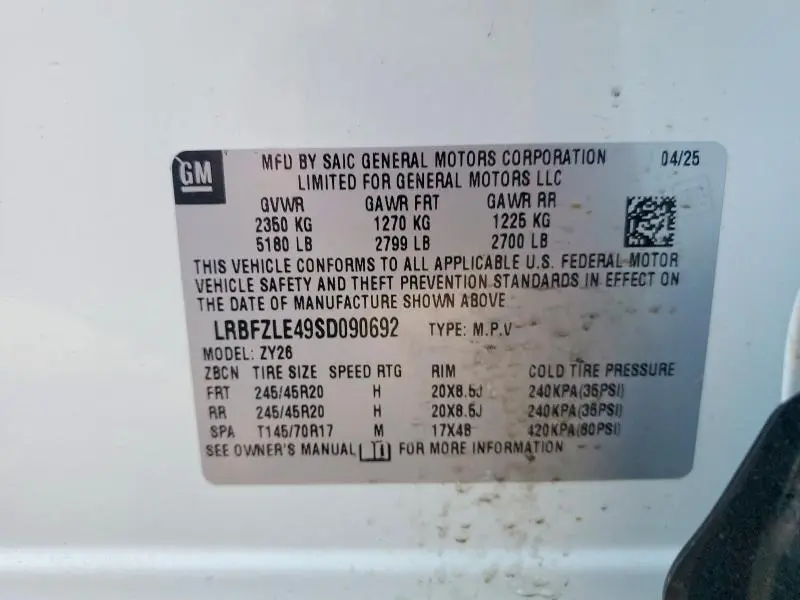 GM MFD BY SAIC GENERAL MOTORS CORPORATION 04/25
LIMITED FOR GENERAL MOTORS LLC
GVWR GAWR FRT GAWR RR
2350 KG 1270 KG 1225 KG
5180 LB 2799 LB 2700 LB
THIS VEHICLE CONFORMS TO ALL APPLICABLE U.S. FEDERAL MOTOR
VEHICLE SAFETY AND THEFT PREVENTION STANDARDS IN EFFECT ON
THE DATE OF MANUFACTURE SHOWN ABOVE
LRBFZLE49SD090692 TYPE: M.P.V
MODEL: ZY26
ZBCN TIRE SIZE SPEED RTG RIM COLD TIRE PRESSURE
FRT 245/45R20 H 20X8.5J 240KPA(35PSI)
RR 245/45R20 H 20X8.5J 240KPA(35PSI)
SPA T145/70R17 M 17X4B 420KPA(60PSI)
SEE OWNER'S MANUAL FOR MORE INFORMATION